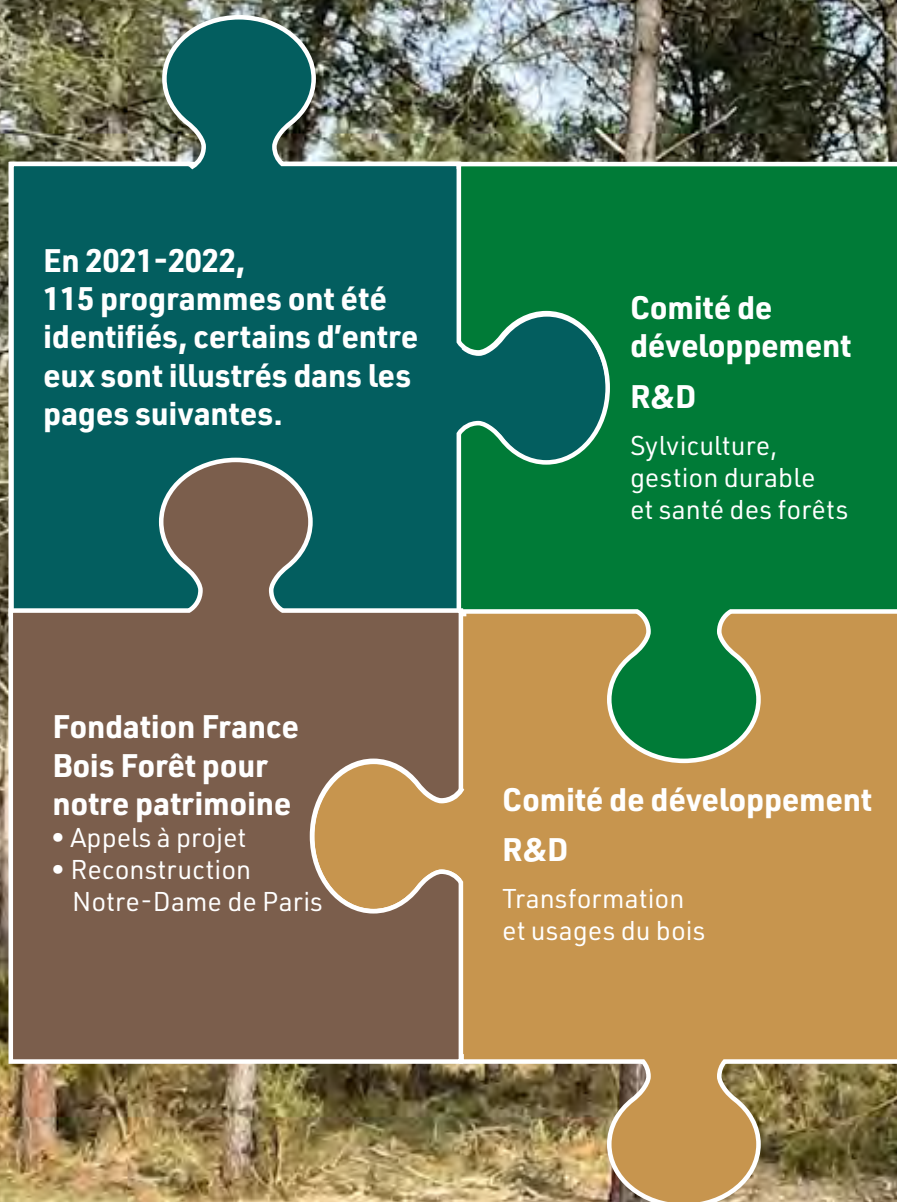 En 2021-2022,
115 programmes ont été
identifiés, certains d'entre
eux sont illustrés dans les
pages suivantes.
Comité de
développement
R&D
Sylviculture,
gestion durable
et santé des forêts
Fondation France
Bois Forêt pour
notre patrimoine
• Appels à projet
• Reconstruction
Notre-Dame de Paris
Comité de développement
R&D
Transformation
et usages du bois